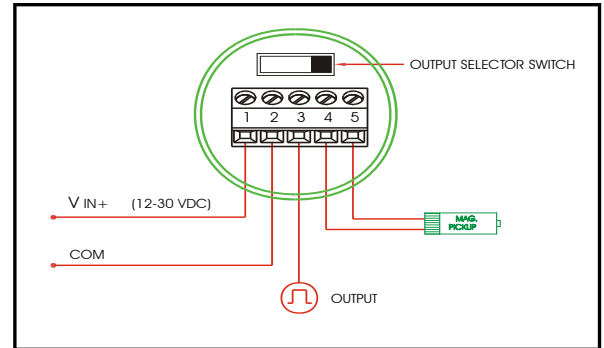 OUTPUT SELECTOR SWITCH
1 2 3 4 5
V IN+ (12-30 VDC)
MAG.
PICKUP
COM
OUTPUT